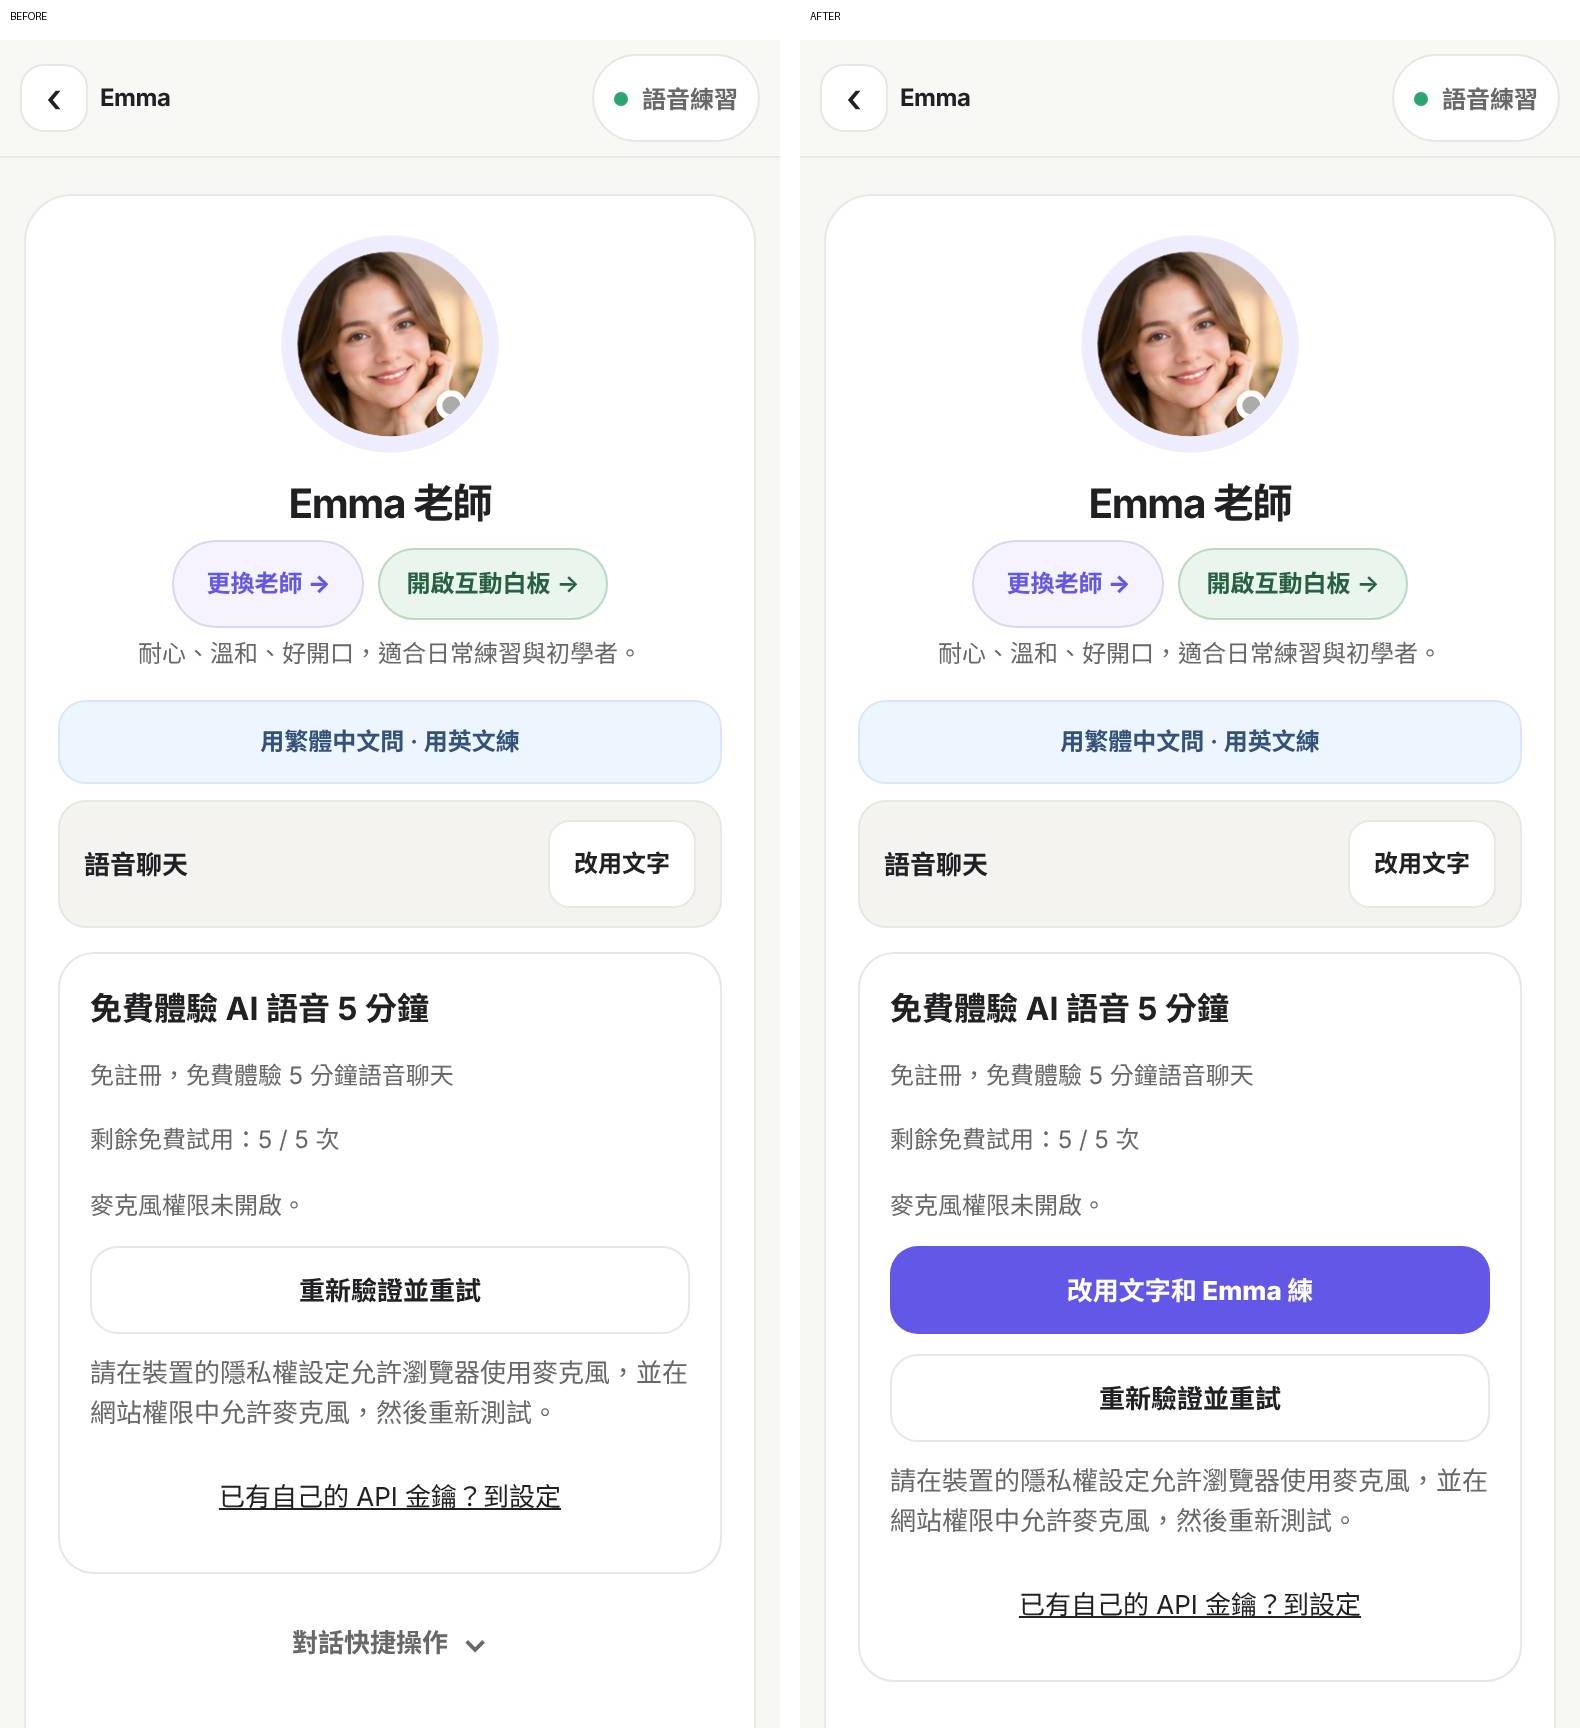 BEFORE
Emma
語音練習
Emma 老師
更換老師 →
開啟互動白板 →
耐心、溫和、好開口，適合日常練習與初學者。
用繁體中文問 · 用英文練
語音聊天
改用文字
免費體驗 AI 語音 5 分鐘
免註冊，免費體驗 5 分鐘語音聊天
剩餘免費試用：5 / 5 次
麥克風權限未開啟。
重新驗證並重試
請在裝置的隱私權設定允許瀏覽器使用麥克風，並在
網站權限中允許麥克風，然後重新測試。
已有自己的 API 金鑰？到設定
對話快捷操作
AFTER
Emma
語音練習
Emma 老師
更換老師 →
開啟互動白板 →
耐心、溫和、好開口，適合日常練習與初學者。
用繁體中文問 · 用英文練
語音聊天
改用文字
免費體驗 AI 語音 5 分鐘
免註冊，免費體驗 5 分鐘語音聊天
剩餘免費試用：5 / 5 次
麥克風權限未開啟。
改用文字和 Emma 練
重新驗證並重試
請在裝置的隱私權設定允許瀏覽器使用麥克風，並在
網站權限中允許麥克風，然後重新測試。
已有自己的 API 金鑰？到設定